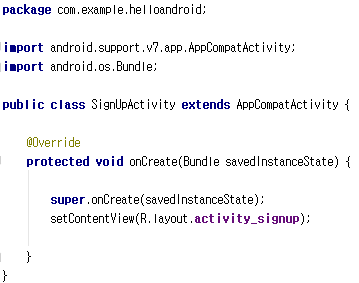 package com.example.helloandroid;
import android.support.v7.app.AppCompatActivity;
import android.os.Bundle;
public class SignUpActivity extends AppCompatActivity {
@Override
protected void onCreate(Bundle savedInstanceState) {
super.onCreate(savedInstanceState);
setContentView(R.layout.activity_signup);
}
}